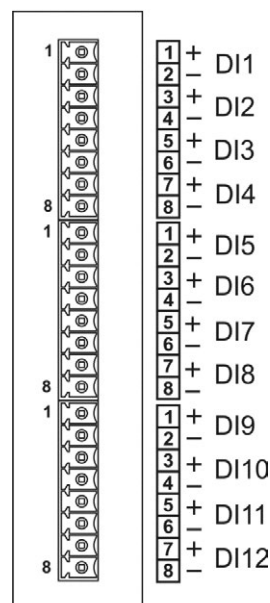 1
8
1
8
1
8
1 + DI1
2 –
3 + DI2
4 –
5 + DI3
6 –
7 + DI4
8 –
1 + DI5
2 –
3 + DI6
4 –
5 + DI7
6 –
7 + DI8
8 –
1 + DI9
2 –
3 + DI10
4 –
5 + DI11
6 –
7 + DI12
8 –